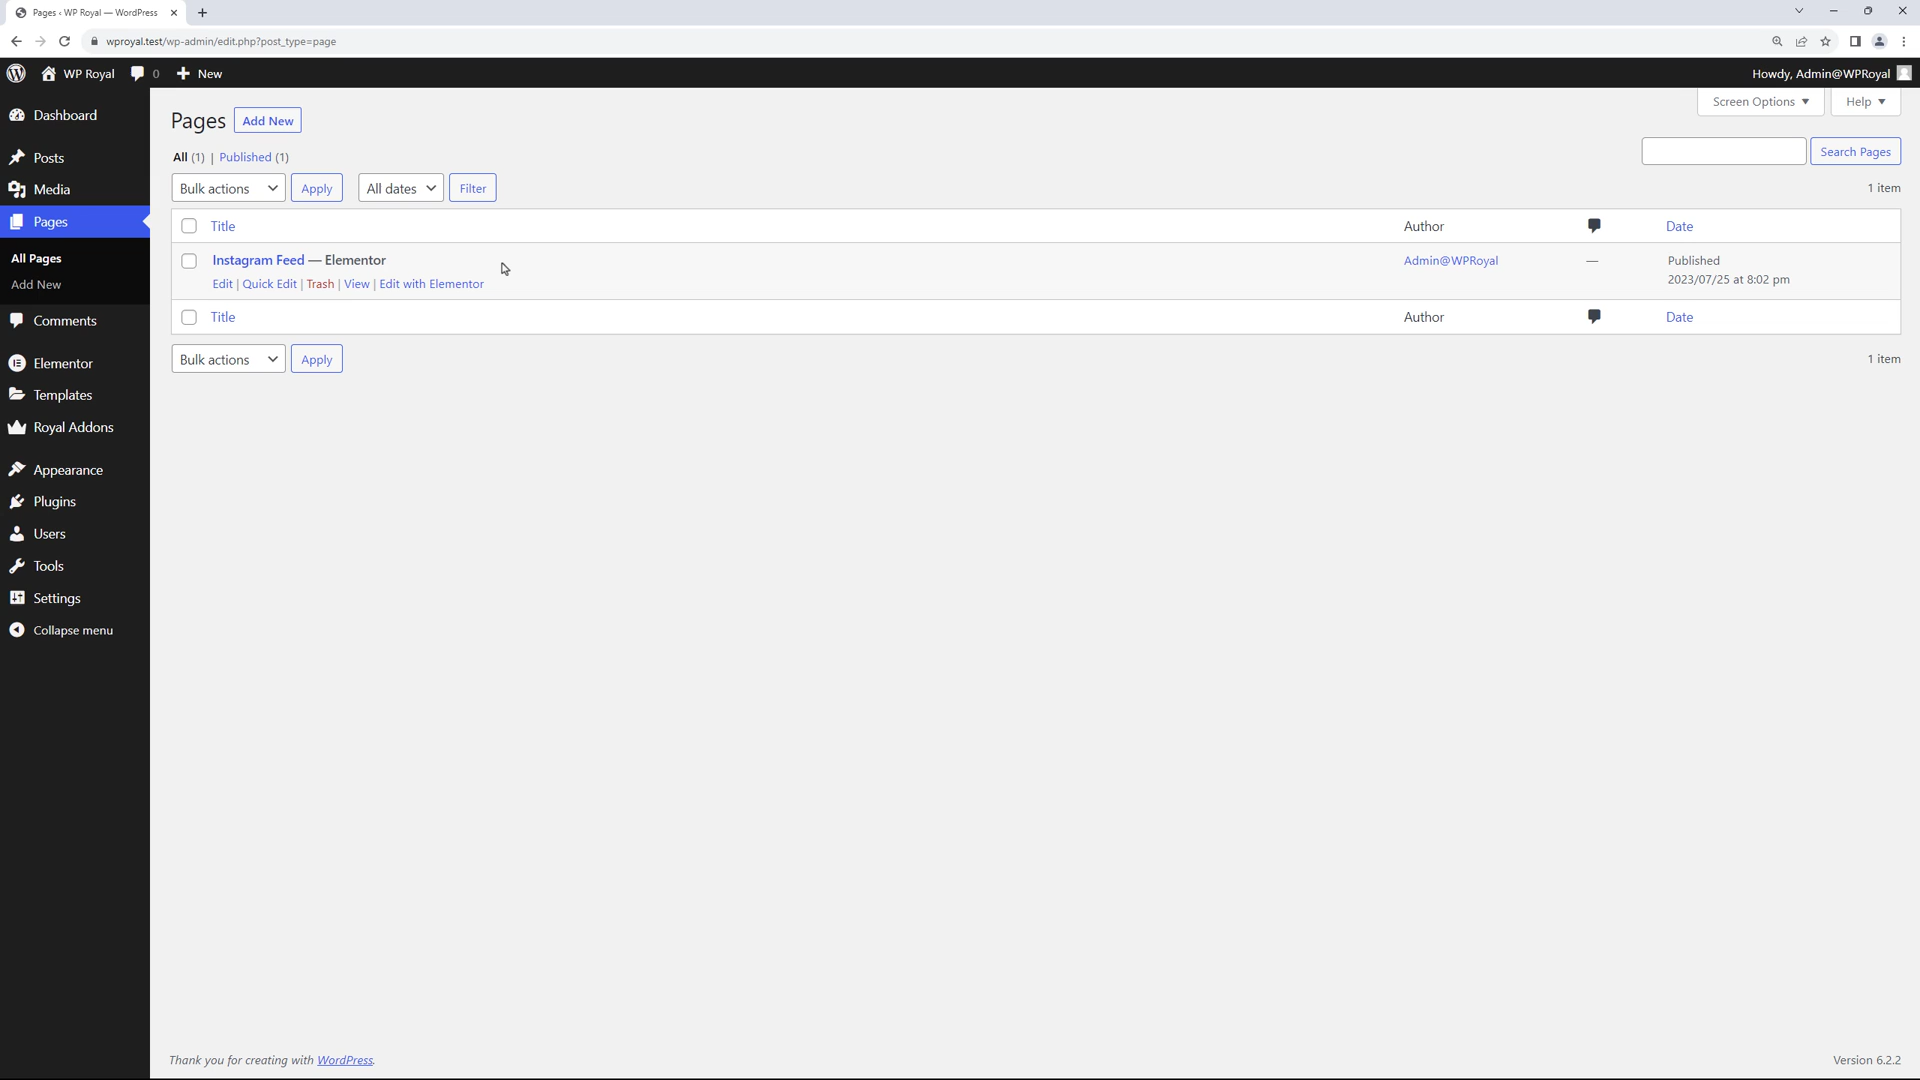 Pages ‹ WP Royal — WordPress
wproyal.test/wp-admin/edit.php?post_type=page
WP Royal 0 New Howdy, Admin@WPRoyal
Screen Options Help
Dashboard
Posts
Media
Pages
All Pages
Add New
Comments
Elementor
Templates
Royal Addons
Appearance
Plugins
Users
Tools
Settings
Collapse menu
Pages Add New
All (1) | Published (1)
Search Pages
Bulk actions Apply All dates Filter 1 item
Title Author Date
Instagram Feed — Elementor Admin@WPRoyal — Published
Edit | Quick Edit | Trash | View | Edit with Elementor 2023/07/25 at 8:02 pm
Title Author Date
Bulk actions Apply 1 item
Thank you for creating with WordPress. Version 6.2.2